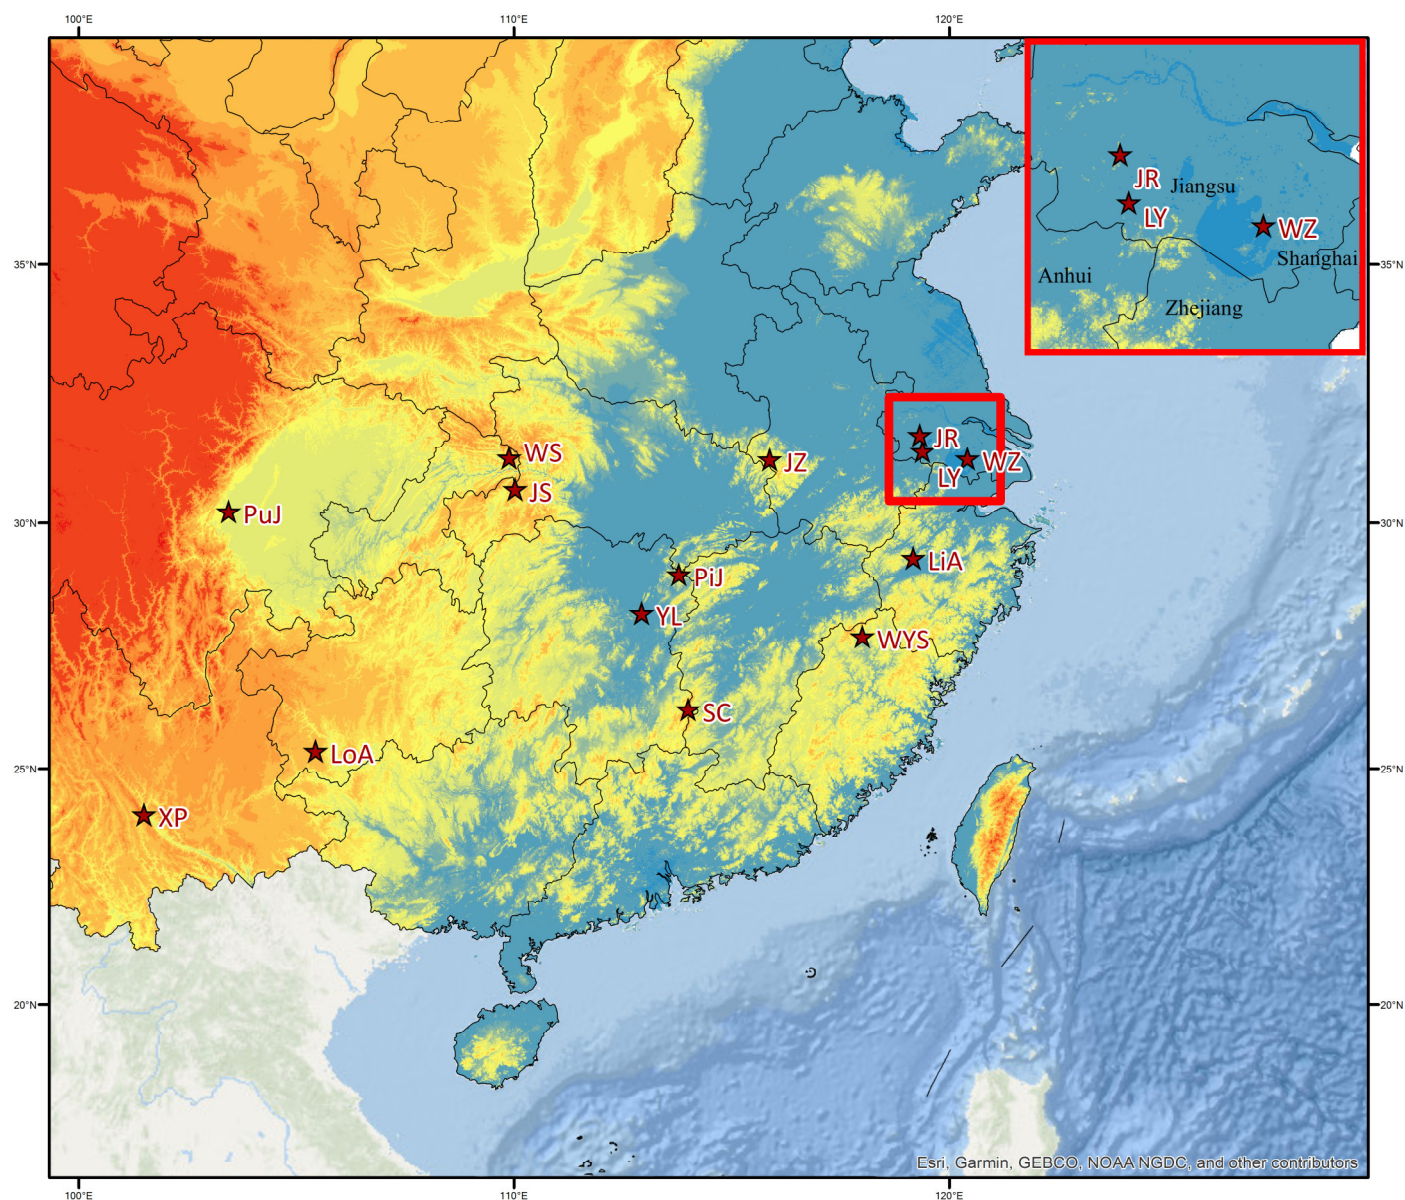 100°E
110°E
120°E
JR
Jiangsu
LY
WZ
Shanghai
35°N
35°N
Anhui
Zhejiang
JR
WS
JZ
WZ
LY
JS
PuJ
30°N
30°N
LiA
PiJ
YL
WYS
SC
LoA
25°N
25°N
XP
20°N
20°N
Esri, Garmin, GEBCO, NOAA NGDC, and other contributors
100°E
110°E
120°E